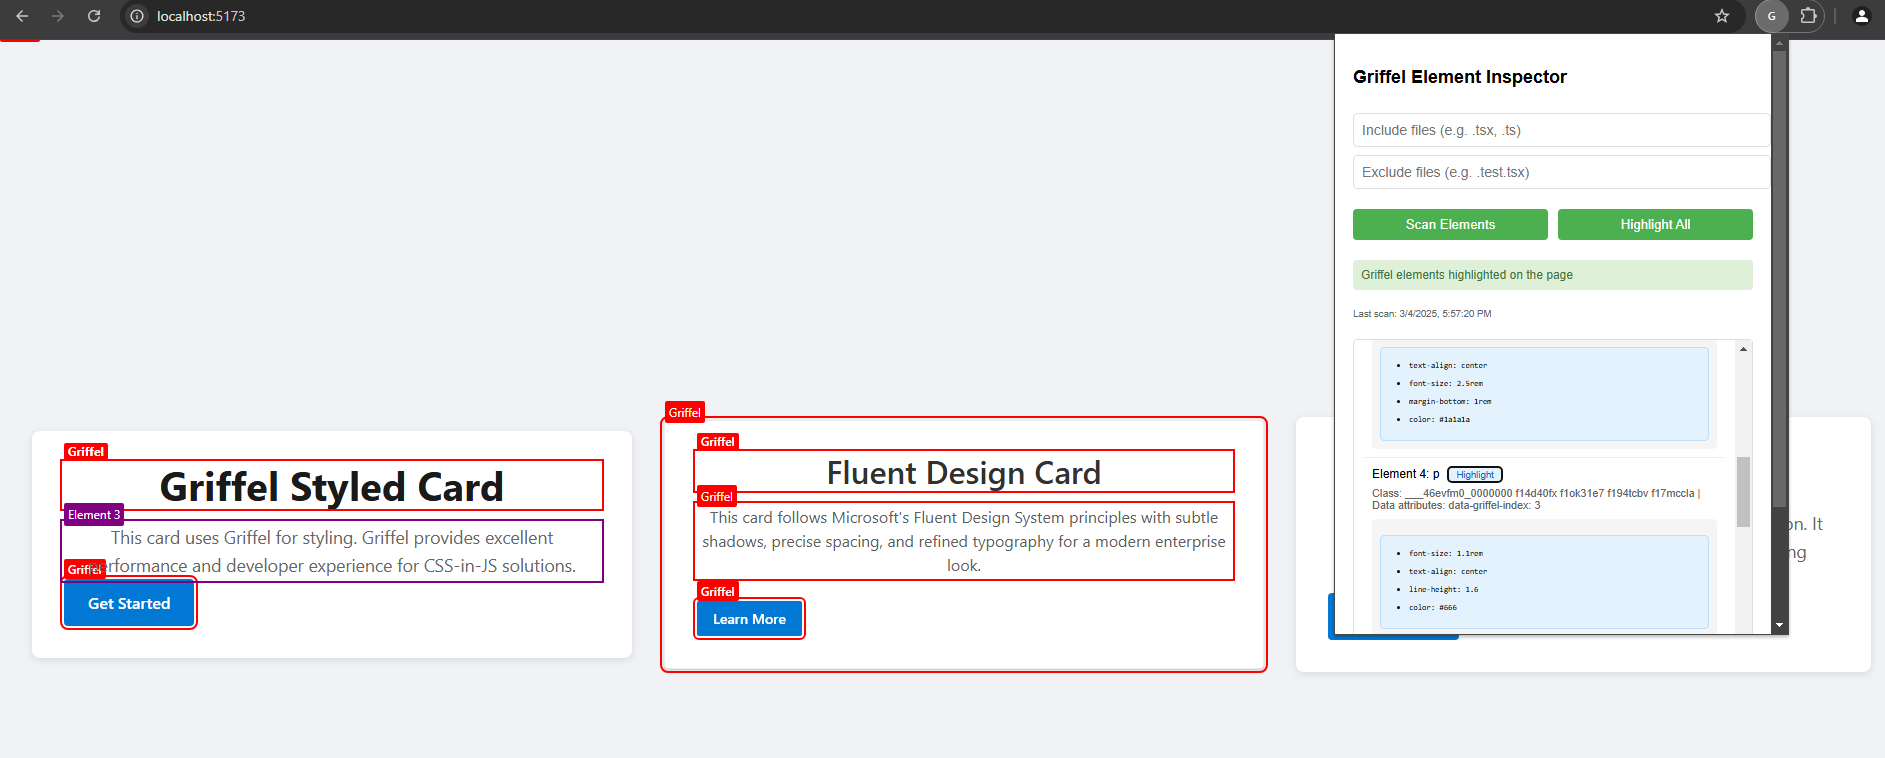 localhost:5173
G
Griffel Element Inspector
Include files (e.g. .tsx, .ts)
Exclude files (e.g. .test.tsx)
Scan Elements
Highlight All
Griffel elements highlighted on the page
Last scan: 3/4/2025, 5:57:20 PM
text-align: center
font-size: 2.5rem
margin-bottom: 1rem
color: #1a1a1a
Element 4: p
Highlight
Class: ___46evfm0_0000000 f14d40fx f1ok31e7 f194tcbv f17mccla |
Data attributes: data-griffel-index: 3
font-size: 1.1rem
text-align: center
line-height: 1.6
color: #666
Griffel
Griffel Styled Card
Element 3
This card uses Griffel for styling. Griffel provides excellent
performance and developer experience for CSS-in-JS solutions.
Griffel
Get Started
Griffel
Griffel
Fluent Design Card
Griffel
This card follows Microsoft's Fluent Design System principles with subtle
shadows, precise spacing, and refined typography for a modern enterprise
look.
Griffel
Learn More
on. It
ng